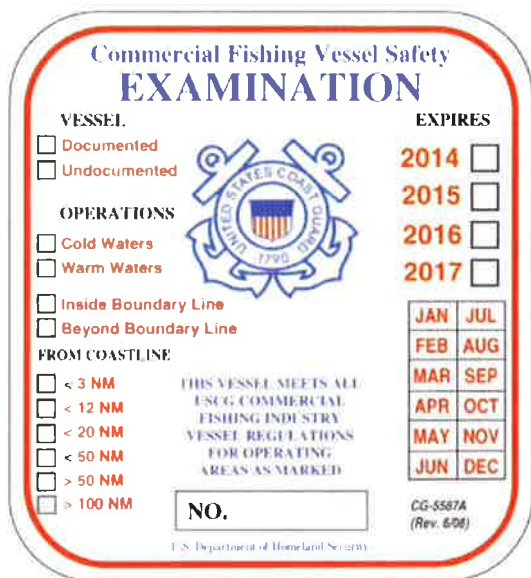 Commercial Fishing Vessel Safety
EXAMINATION
VESSEL
Documented
Undocumented
OPERATIONS
Cold Waters
Warm Waters
Inside Boundary Line
Beyond Boundary Line
FROM COASTLINE
< 3 NM
< 12 NM
< 20 NM
< 50 NM
> 50 NM
> 100 NM
UNITED STATES COAST GUARD
1790
THIS VESSEL MEETS ALL
USCG COMMERCIAL
FISHING INDUSTRY
VESSEL REGULATIONS
FOR OPERATING
AREAS AS MARKED
NO.
EXPIRES
2014
2015
2016
2017
JAN JUL
FEB AUG
MAR SEP
APR OCT
MAY NOV
JUN DEC
CG-5587A
(Rev. 6/08)
U.S. Department of Homeland Security